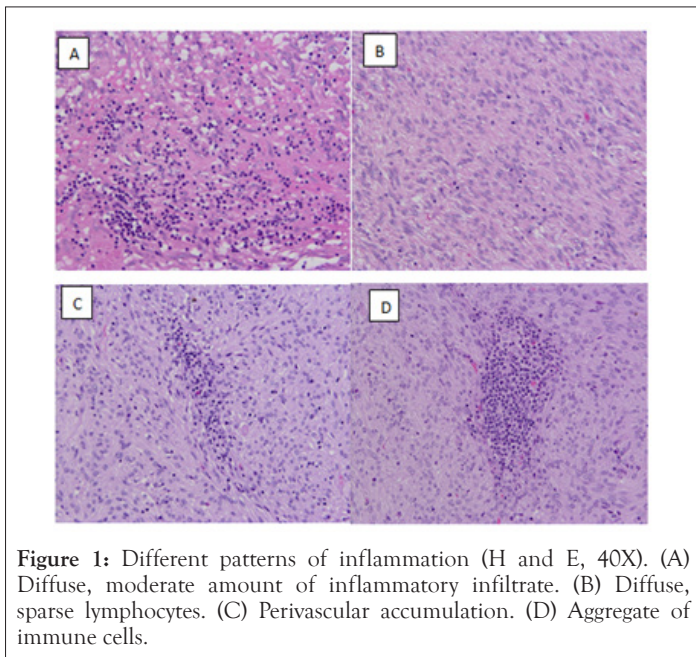 A
B
C
D
Figure 1: Different patterns of inflammation (H and E, 40X). (A)
Diffuse, moderate amount of inflammatory infiltrate. (B) Diffuse,
sparse lymphocytes. (C) Perivascular accumulation. (D) Aggregate of
immune cells.